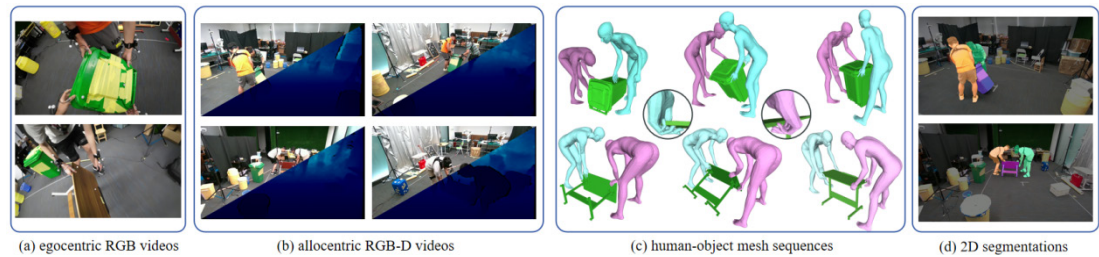 (a) egocentric RGB videos
(b) allocentric RGB-D videos
(c) human-object mesh sequences
(d) 2D segmentations